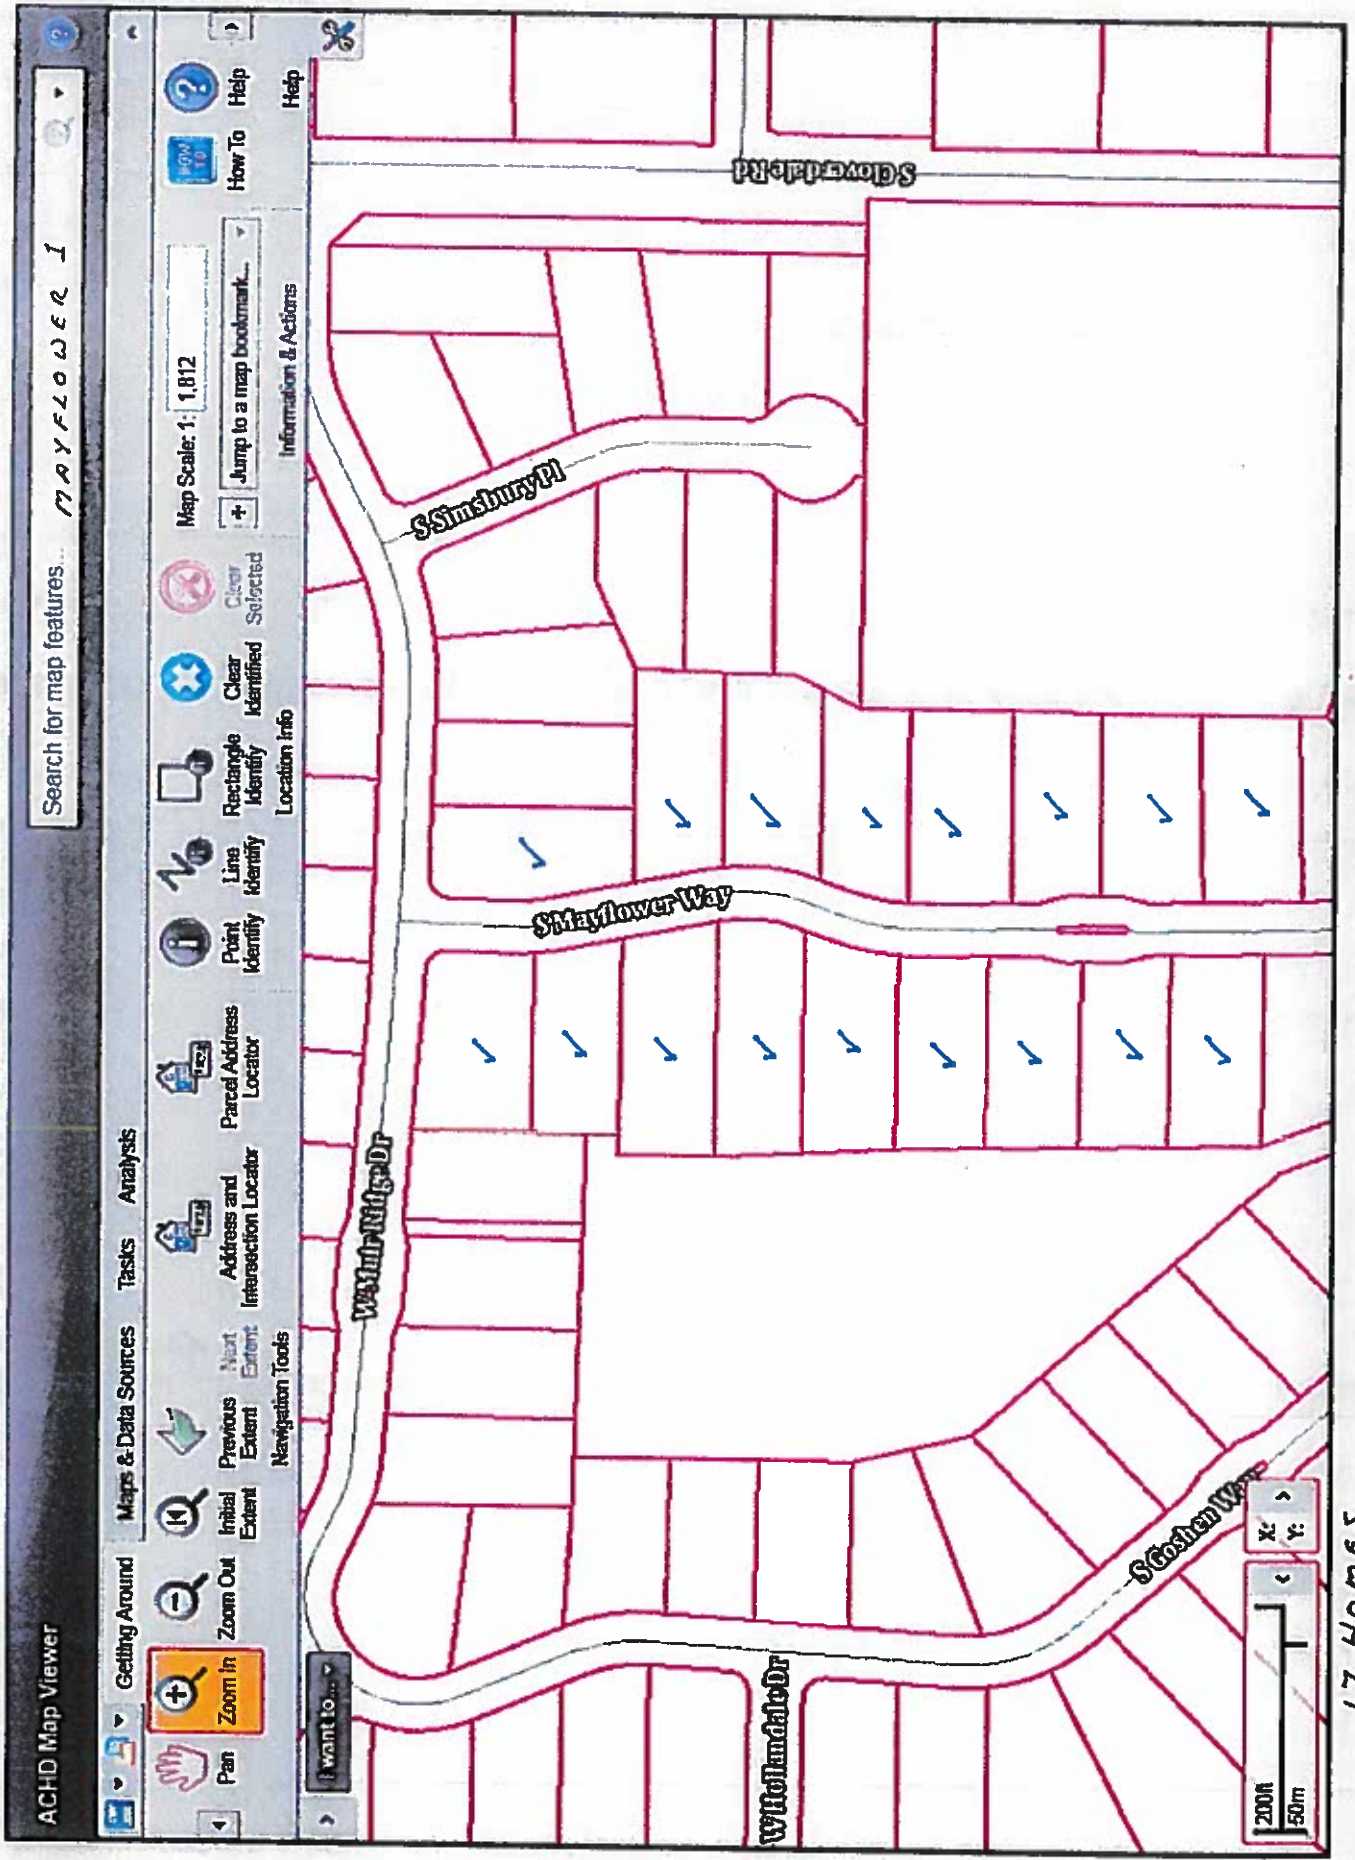 ACHD Map Viewer
Search for map features...
MAYFLOWER 1
Getting Around
Maps & Data Sources
Tasks
Analysis
Pan
Zoom In
Zoom Out
Initial Extent
Previous Extent
Next Extent
Address and Intersection Locator
Parcel Address Locator
Point Identify
Line Identify
Rectangle Identify
Clear Identified
Clear Selected
Map Scale: 1: 1,812
Jump to a map bookmark...
HOW TO
How To
Help
Navigation Tools
Location Info
Information & Actions
Help
I want to...
W Muir Ridge Dr
S Simsbury Pl
S Cloverdale Rd
S Mayflower Way
W Hollandale Dr
S Goshen Way
200ft
50m
X:
Y:
17 HOMES